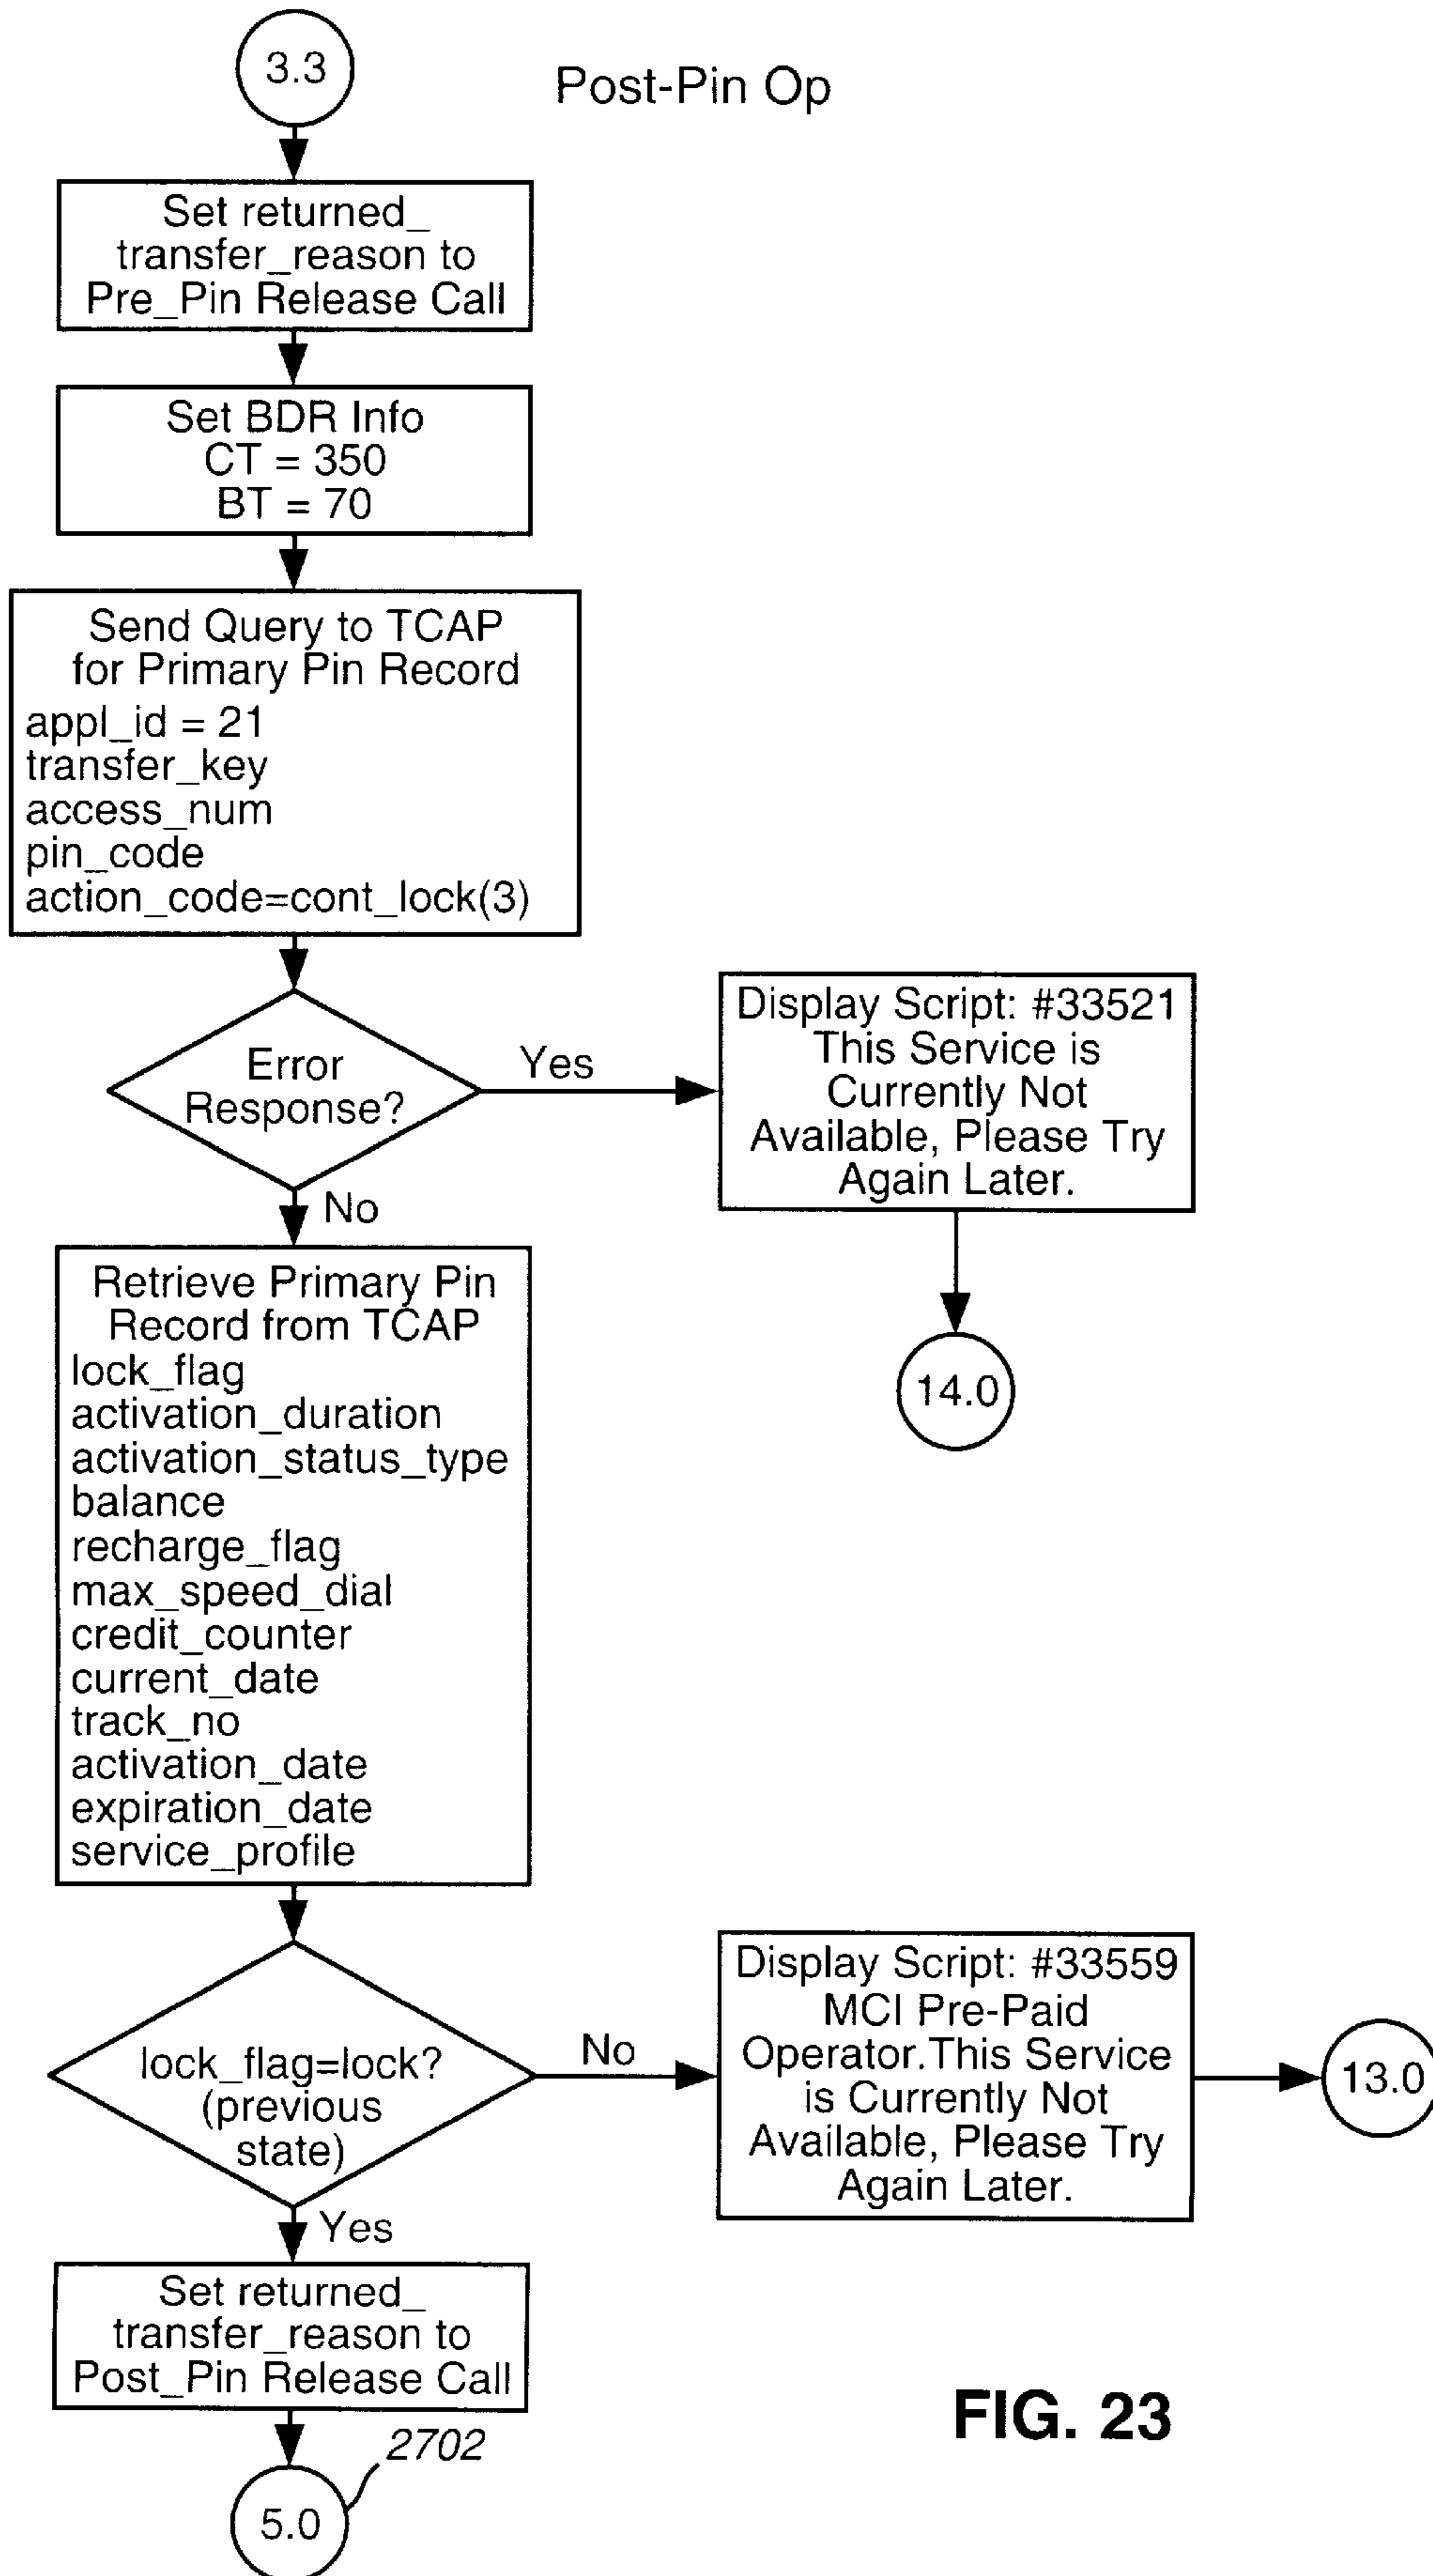 3.3
Post-Pin Op
Set returned_
transfer_reason to
Pre_Pin Release Call
Set BDR Info
CT = 350
BT = 70
Send Query to TCAP
for Primary Pin Record
appl_id = 21
transfer_key
access_num
pin_code
action_code=cont_lock(3)
Error
Response?
Yes
Display Script: #33521
This Service is
Currently Not
Available, Please Try
Again Later.
14.0
No
Retrieve Primary Pin
Record from TCAP
lock_flag
activation_duration
activation_status_type
balance
recharge_flag
max_speed_dial
credit_counter
current_date
track_no
activation_date
expiration_date
service_profile
lock_flag=lock?
(previous
state)
No
Display Script: #33559
MCI Pre-Paid
Operator.This Service
is Currently Not
Available, Please Try
Again Later.
13.0
Yes
Set returned_
transfer_reason to
Post_Pin Release Call
2702
5.0
FIG. 23